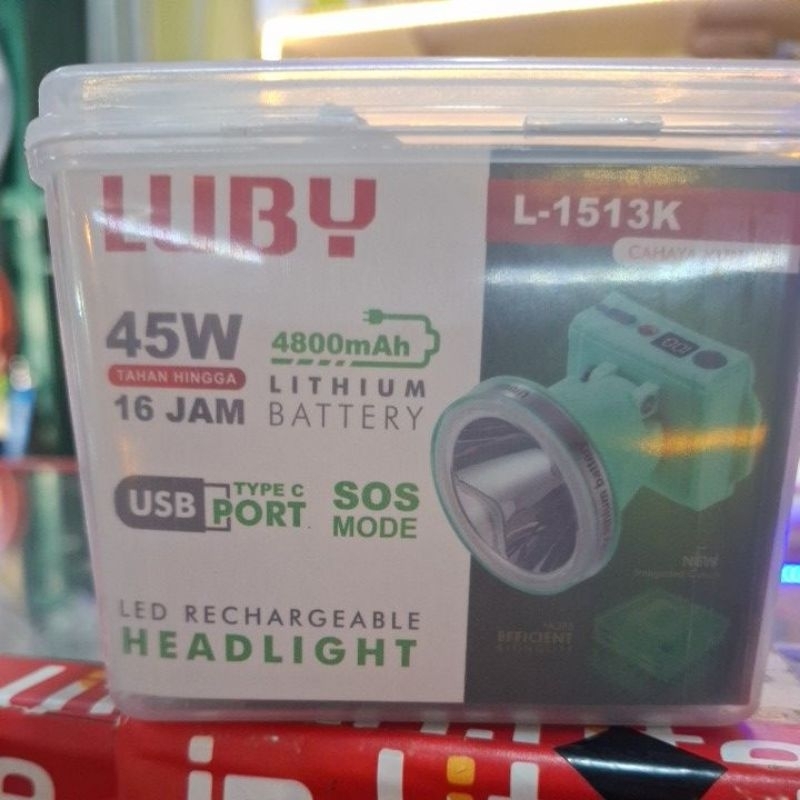 LUBY
L-1513K
CAHAYA
45W
TAHAN HINGGA
16 JAM
4800mAh
LITHIUM
BATTERY
USB TYPE C
PORT
SOS
MODE
LED RECHARGEABLE
HEADLIGHT
NEW
EFFICIENT